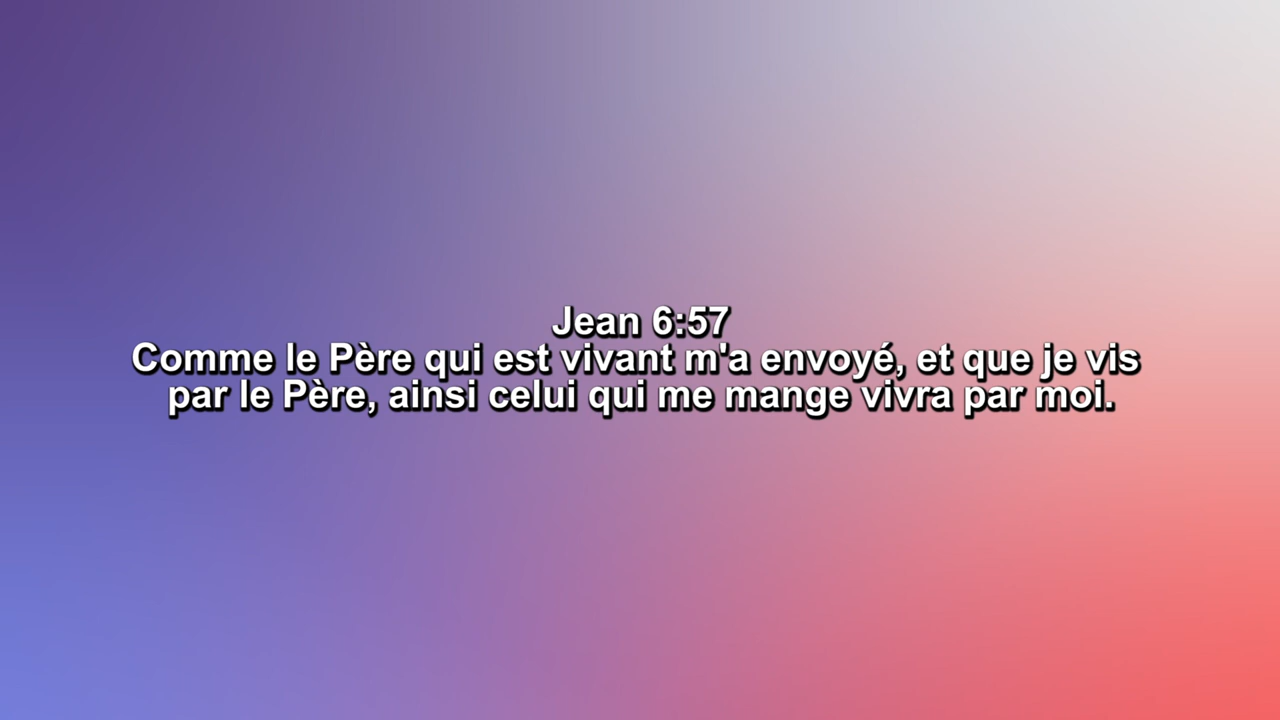 Jean 6:57
Comme le Père qui est vivant m'a envoyé, et que je vis
par le Père, ainsi celui qui me mange vivra par moi.